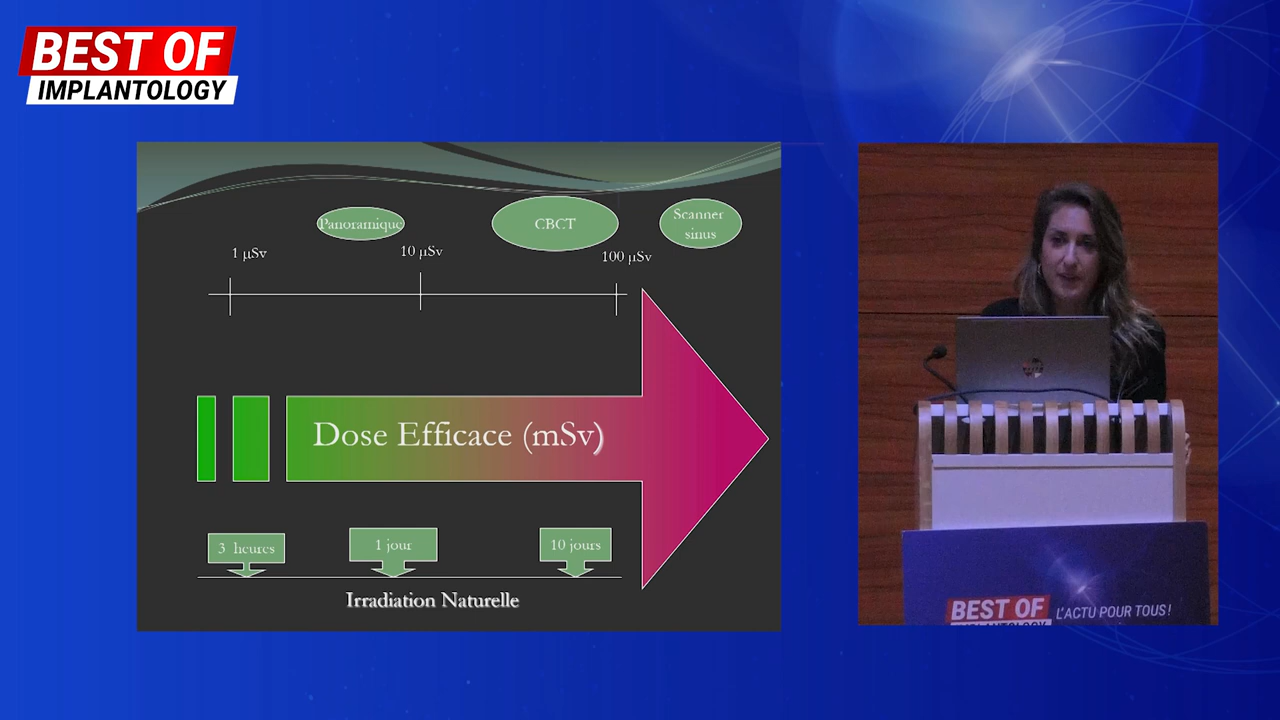 BEST OF
IMPLANTOLOGY
Panoramique
CBCT
Scanner
sinus
1 µSv
10 µSv
100 µSv
Dose Efficace (mSv)
3 heures
1 jour
10 jours
Irradiation Naturelle
BEST OF
IMPLANTOLOGY
L'ACTU POUR TOUS !